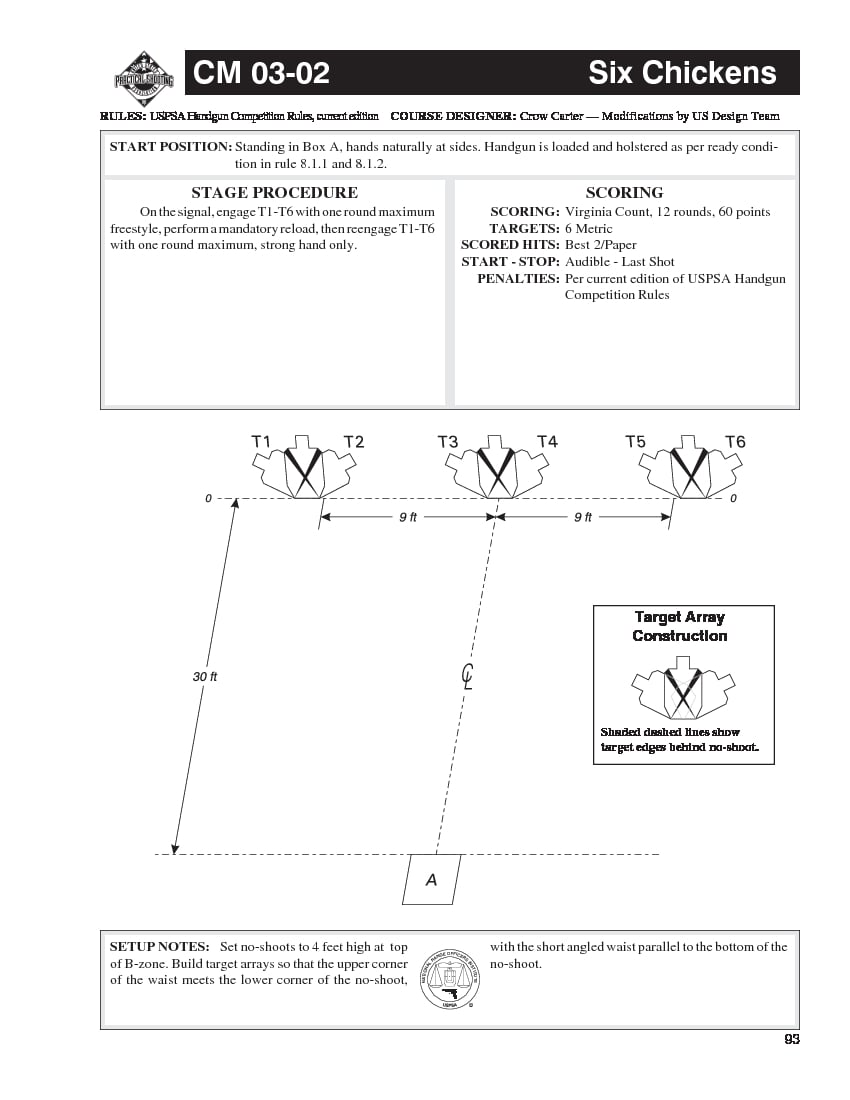 CM 03-02 Six Chickens
PRACTICAL SHOOTING
RULES: USPSA Handgun Competition Rules, current edition COURSE DESIGNER: Crow Carter — Modifications by US Design Team
START POSITION: Standing in Box A, hands naturally at sides. Handgun is loaded and holstered as per ready condi-
tion in rule 8.1.1 and 8.1.2.
STAGE PROCEDURE
On the signal, engage T1-T6 with one round maximum
freestyle, perform a mandatory reload, then reengage T1-T6
with one round maximum, strong hand only.
SCORING
SCORING: Virginia Count, 12 rounds, 60 points
TARGETS: 6 Metric
SCORED HITS: Best 2/Paper
START - STOP: Audible - Last Shot
PENALTIES: Per current edition of USPSA Handgun
Competition Rules
T1 T2 T3 T4 T5 T6
0 0
9 ft 9 ft
30 ft
CL
A
Target Array
Construction
Shaded dashed lines show
target edges behind no-shoot.
SETUP NOTES: Set no-shoots to 4 feet high at top
of B-zone. Build target arrays so that the upper corner
of the waist meets the lower corner of the no-shoot,
USPSA
with the short angled waist parallel to the bottom of the
no-shoot.
93